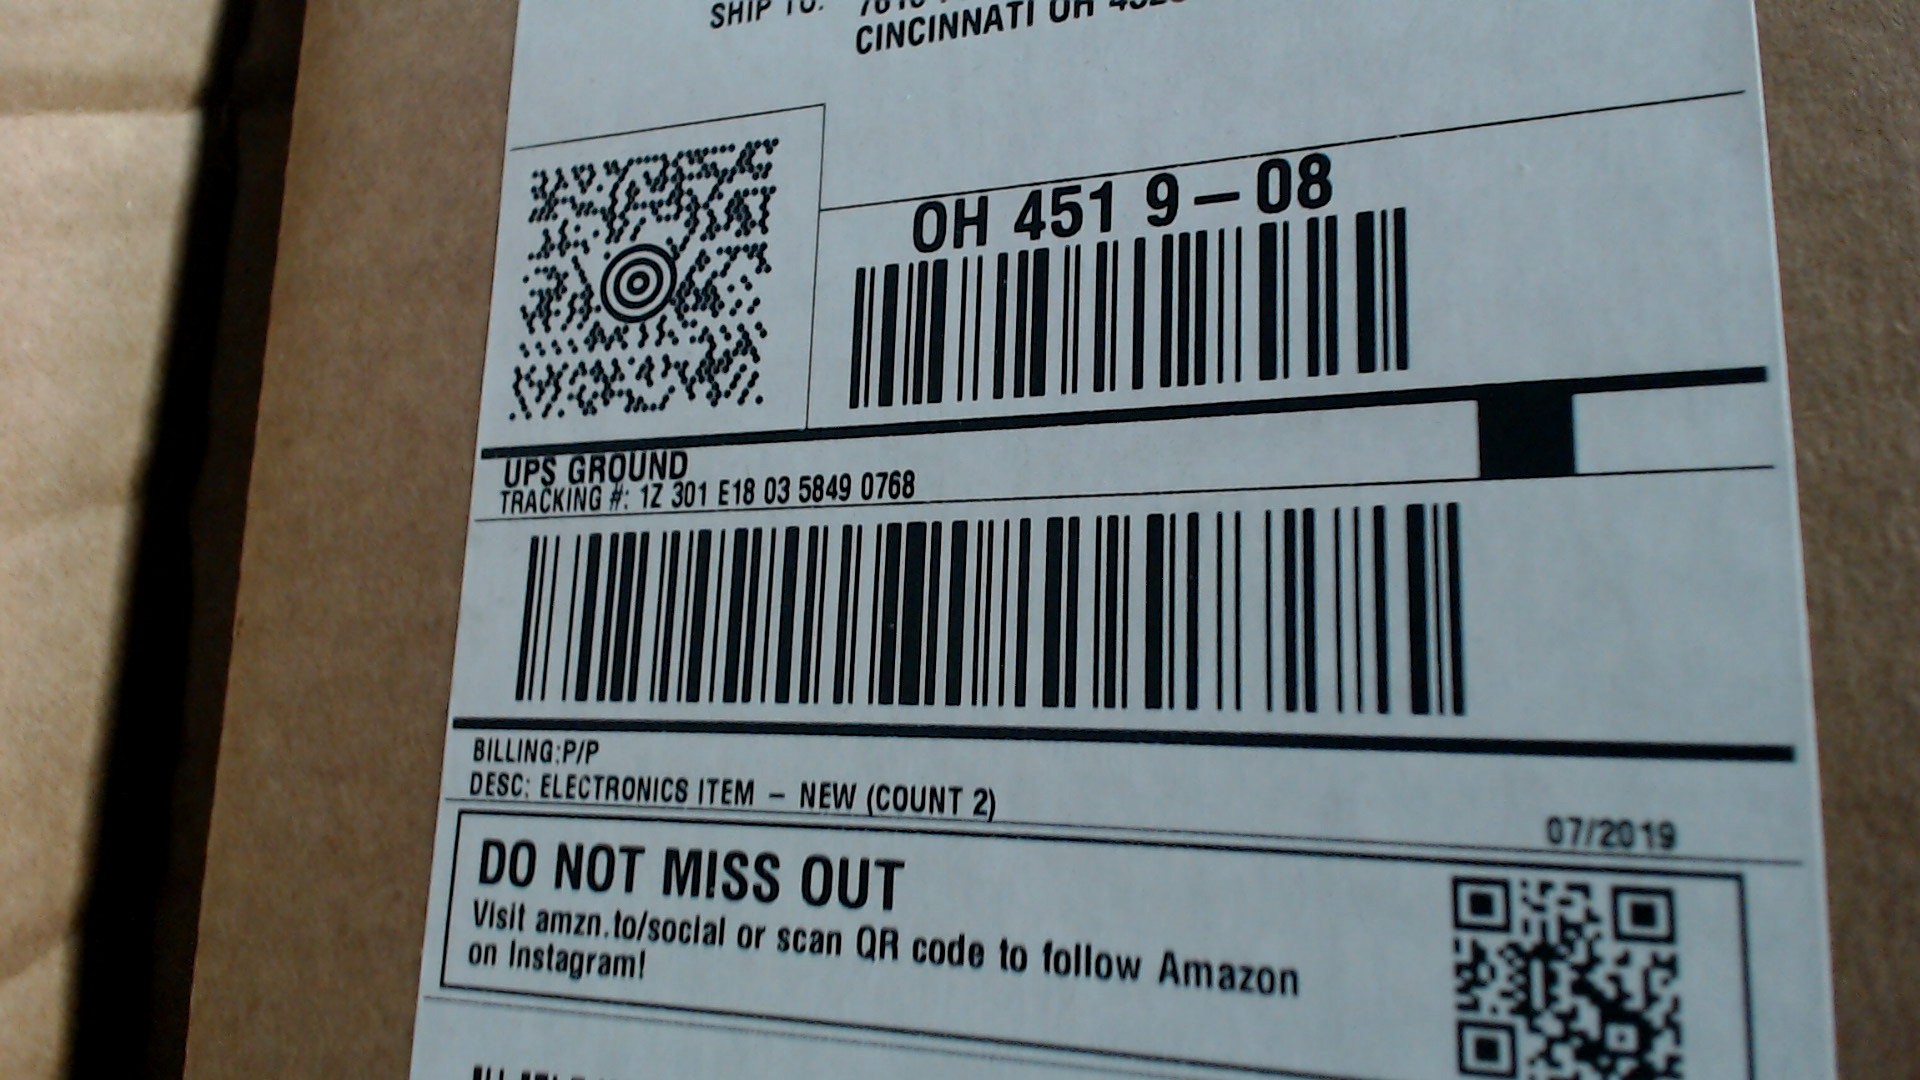 SHIP TO:
CINCINNATI OH
OH 451 9-08
UPS GROUND
TRACKING #: 1Z 301 E18 03 5849 0768
BILLING:P/P
DESC: ELECTRONICS ITEM - NEW (COUNT 2)
07/2019
DO NOT MISS OUT
Visit amzn.to/social or scan QR code to follow Amazon
on Instagram!